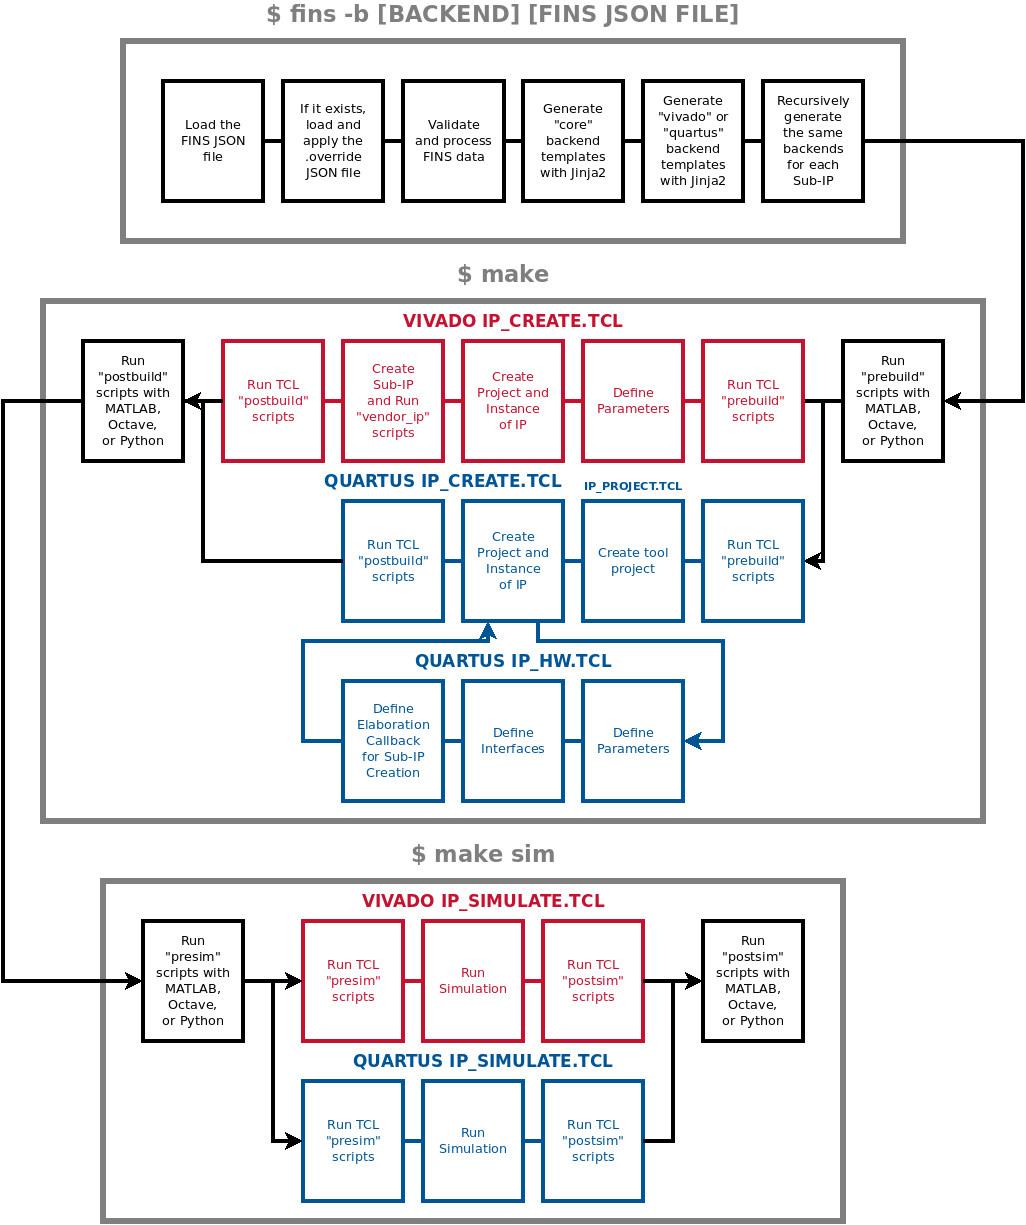 $ fins -b [BACKEND] [FINS JSON FILE]
Load the
FINS JSON
file
If it exists,
load and
apply the
.override
JSON file
Validate
and process
FINS data
Generate
"core"
backend
templates
with Jinja2
Generate
"vivado" or
"quartus"
backend
templates
with Jinja2
Recursively
generate
the same
backends
for each
Sub-IP
$ make
VIVADO IP_CREATE.TCL
Run
"postbuild"
scripts with
MATLAB,
Octave,
or Python
Run TCL
"postbuild"
scripts
Create
Sub-IP
and Run
"vendor_ip"
scripts
Create
Project and
Instance
of IP
Define
Parameters
Run TCL
"prebuild"
scripts
Run
"prebuild"
scripts with
MATLAB,
Octave,
or Python
QUARTUS IP_CREATE.TCL
IP_PROJECT.TCL
Run TCL
"postbuild"
scripts
Create
Project and
Instance
of IP
Create tool
project
Run TCL
"prebuild"
scripts
QUARTUS IP_HW.TCL
Define
Elaboration
Callback
for Sub-IP
Creation
Define
Interfaces
Define
Parameters
$ make sim
VIVADO IP_SIMULATE.TCL
Run
"presim"
scripts with
MATLAB,
Octave,
or Python
Run TCL
"presim"
scripts
Run
Simulation
Run TCL
"postsim"
scripts
Run
"postsim"
scripts with
MATLAB,
Octave,
or Python
QUARTUS IP_SIMULATE.TCL
Run TCL
"presim"
scripts
Run
Simulation
Run TCL
"postsim"
scripts